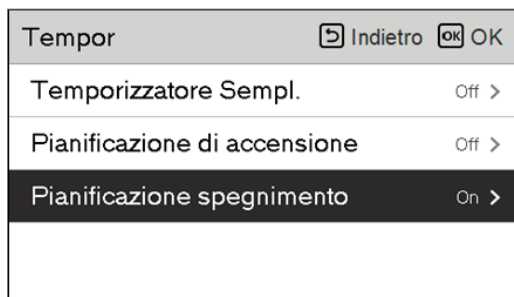 Tempor Indietro OK OK
Temporizzatore Sempl. Off >
Pianificazione di accensione Off >
Pianificazione spegnimento On >